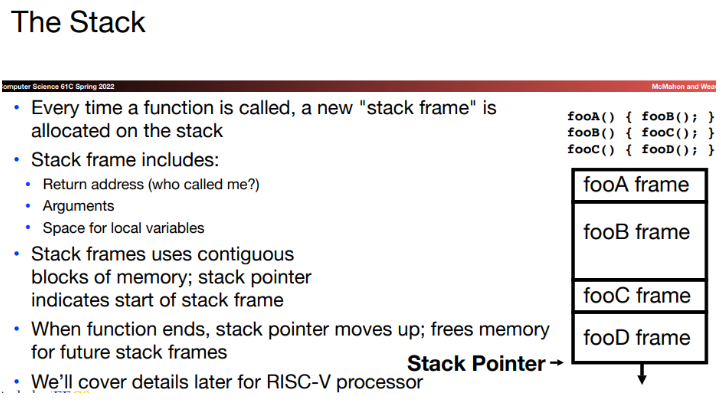 The Stack
omputer Science 61C Spring 2022
McMahon and Wea
• Every time a function is called, a new "stack frame" is
allocated on the stack
• Stack frame includes:
• Return address (who called me?)
• Arguments
• Space for local variables
• Stack frames uses contiguous
blocks of memory; stack pointer
indicates start of stack frame
• When function ends, stack pointer moves up; frees memory
for future stack frames
• We'll cover details later for RISC-V processor
fooA() { fooB(); }
fooB() { fooC(); }
fooC() { fooD(); }
fooA frame
fooB frame
fooC frame
fooD frame
Stack Pointer